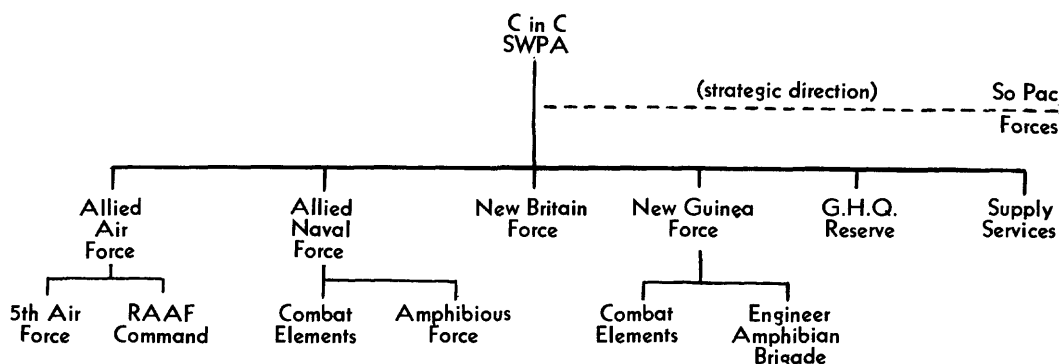 C in C
SWPA
(strategic direction)
So Pac
Forces
Allied
Air
Force
Allied
Naval
Force
New Britain
Force
New Guinea
Force
G.H.Q.
Reserve
Supply
Services
5th Air
Force
RAAF
Command
Combat
Elements
Amphibious
Force
Combat
Elements
Engineer
Amphibian
Brigade